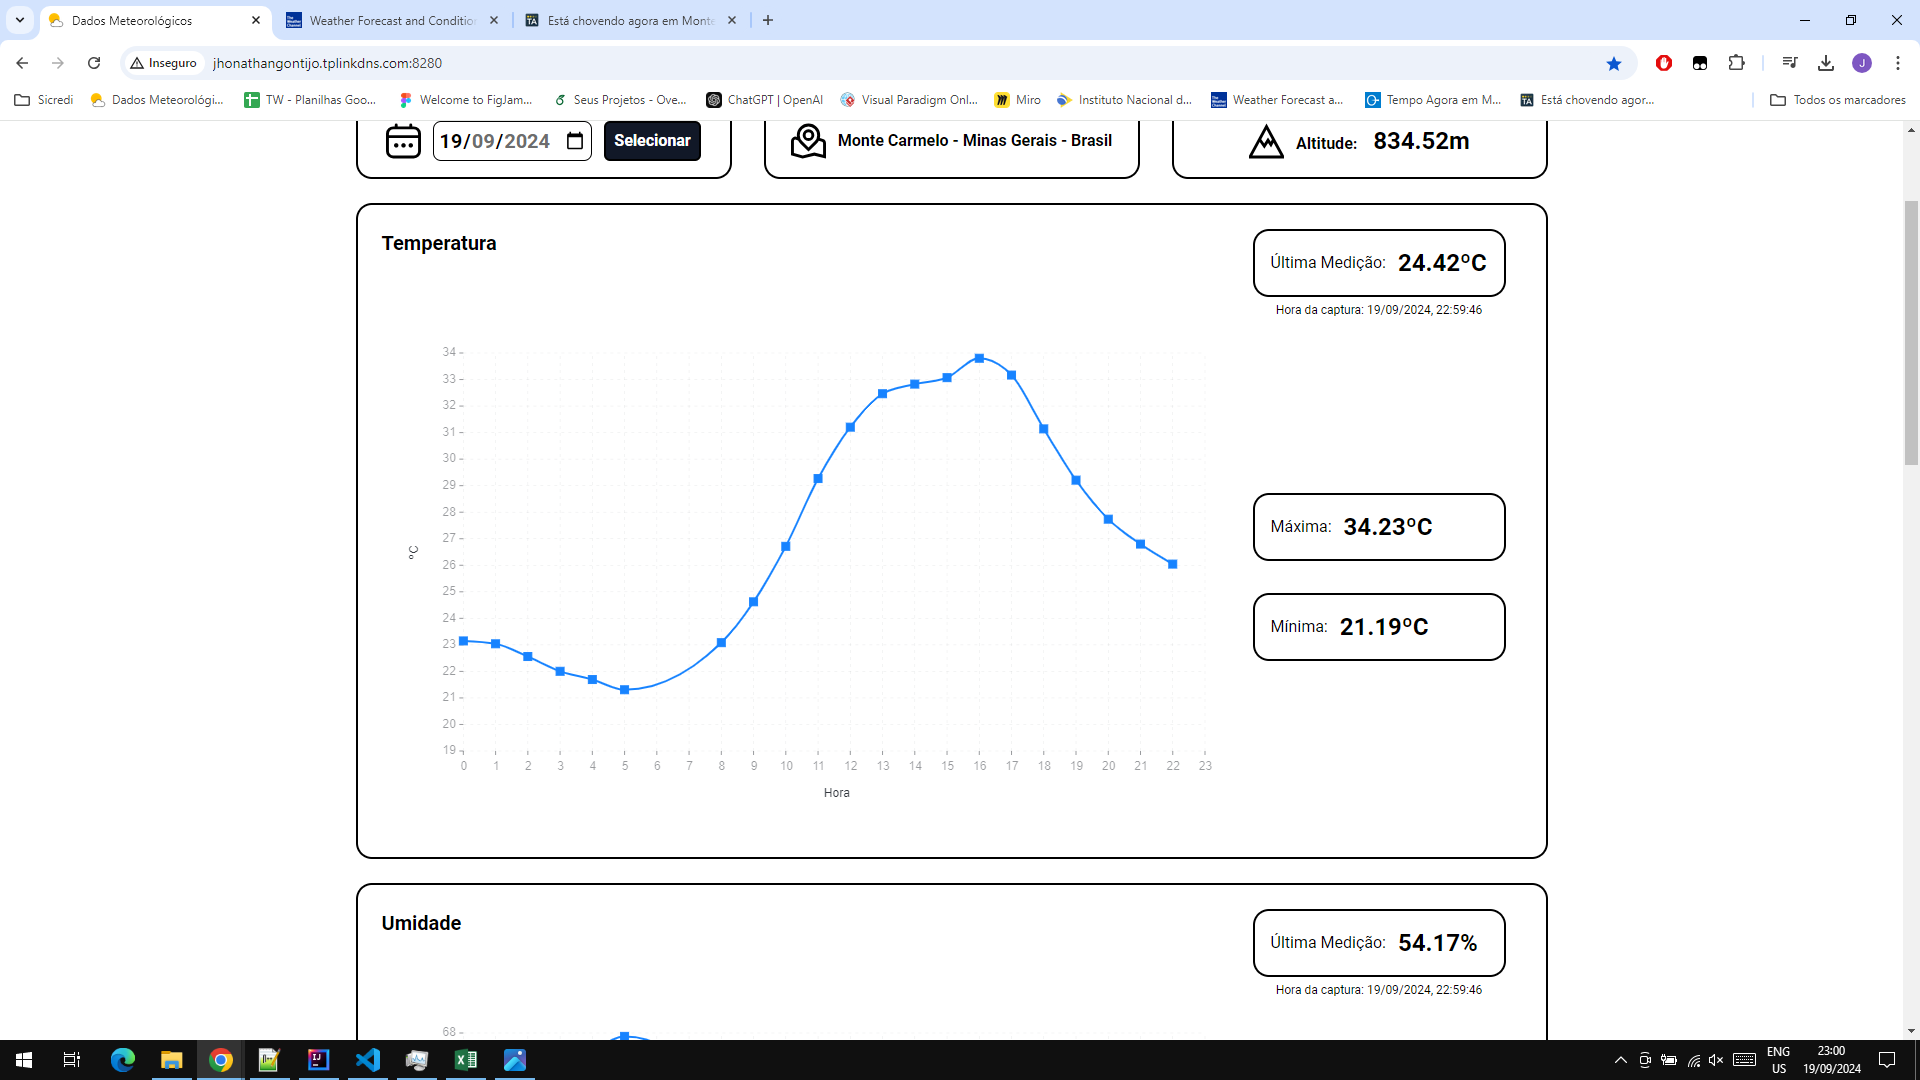 Dados Meteorológicos
Weather Forecast and Conditio
Está chovendo agora em Monte
Inseguro
jhonathangontijo.tplinkdns.com:8280
J
Sicredi
Dados Meteorológi...
TW - Planilhas Goo...
Welcome to FigJam...
Seus Projetos - Ove...
ChatGPT | OpenAI
Visual Paradigm Onl...
Miro
Instituto Nacional d...
Weather Forecast a...
Tempo Agora em M...
Está chovendo agor...
Todos os marcadores
19/09/2024
Selecionar
Monte Carmelo - Minas Gerais - Brasil
Altitude: 834.52m
Temperatura
Última Medição: 24.42ºC
Hora da captura: 19/09/2024, 22:59:46
34
33
32
31
30
29
28
27
26
25
24
23
22
21
20
19
ºC
0 1 2 3 4 5 6 7 8 9 10 11 12 13 14 15 16 17 18 19 20 21 22 23
Hora
Máxima: 34.23ºC
Mínima: 21.19ºC
Umidade
Última Medição: 54.17%
Hora da captura: 19/09/2024, 22:59:46
68
ENG
US
23:00
19/09/2024